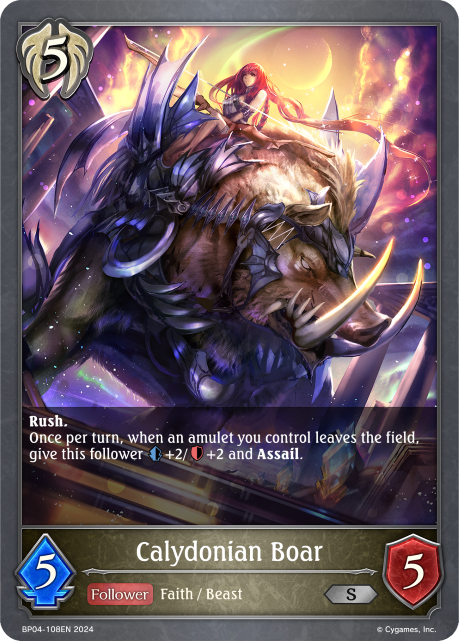 5
Rush.
Once per turn, when an amulet you control leaves the field,
give this follower +2/ +2 and Assail.
Calydonian Boar
5
Follower Faith / Beast
S
5
BP04-108EN 2024
© Cygames, Inc.